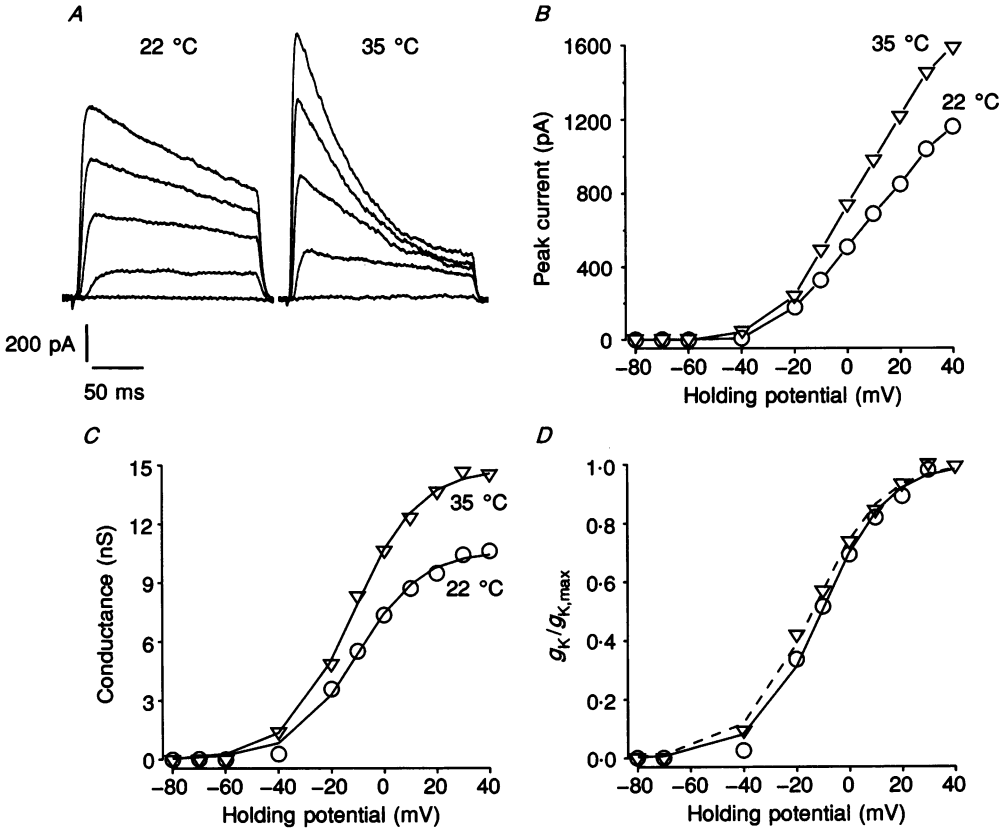 A
22 °C
35 °C
200 pA
50 ms
B
35 °C
22 °C
Peak current (pA)
1600
1200
800
400
0
−80 −60 −40 −20 0 20 40
Holding potential (mV)
C
35 °C
22 °C
Conductance (nS)
15
12
9
6
3
0
−80 −60 −40 −20 0 20 40
Holding potential (mV)
D
gK/gK,max
1·0
0·8
0·6
0·4
0·2
0·0
−80 −60 −40 −20 0 20 40
Holding potential (mV)